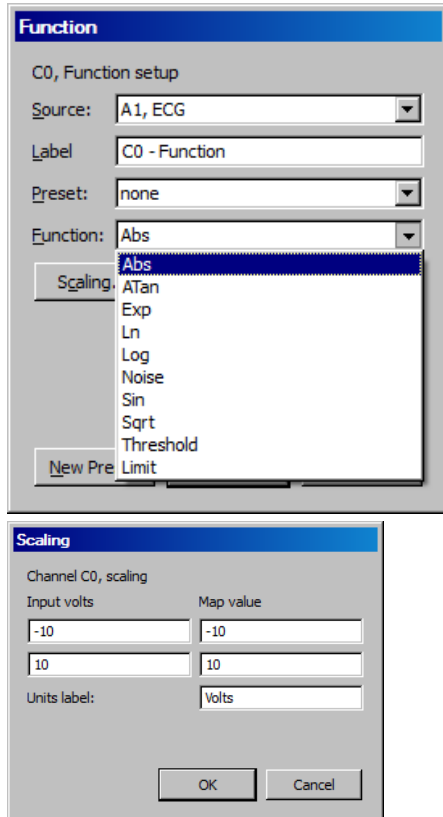 Function
C0, Function setup
Source: A1, ECG
Label C0 - Function
Preset: none
Function: Abs
Abs
Scaling.
ATan
Exp
Ln
Log
Noise
Sin
Sqrt
Threshold
New Pre
Limit
Scaling
Channel C0, scaling
Input volts Map value
-10 -10
10 10
Units label: Volts
OK Cancel